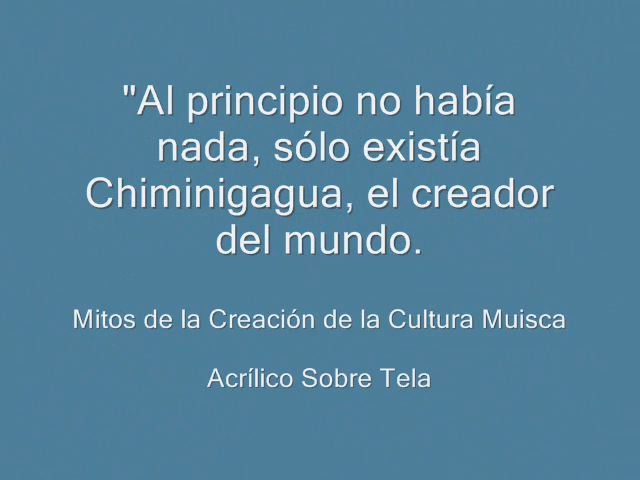 "Al principio no había
nada, sólo existía
Chiminigagua, el creador
del mundo.
Mitos de la Creación de la Cultura Muisca
Acrílico Sobre Tela